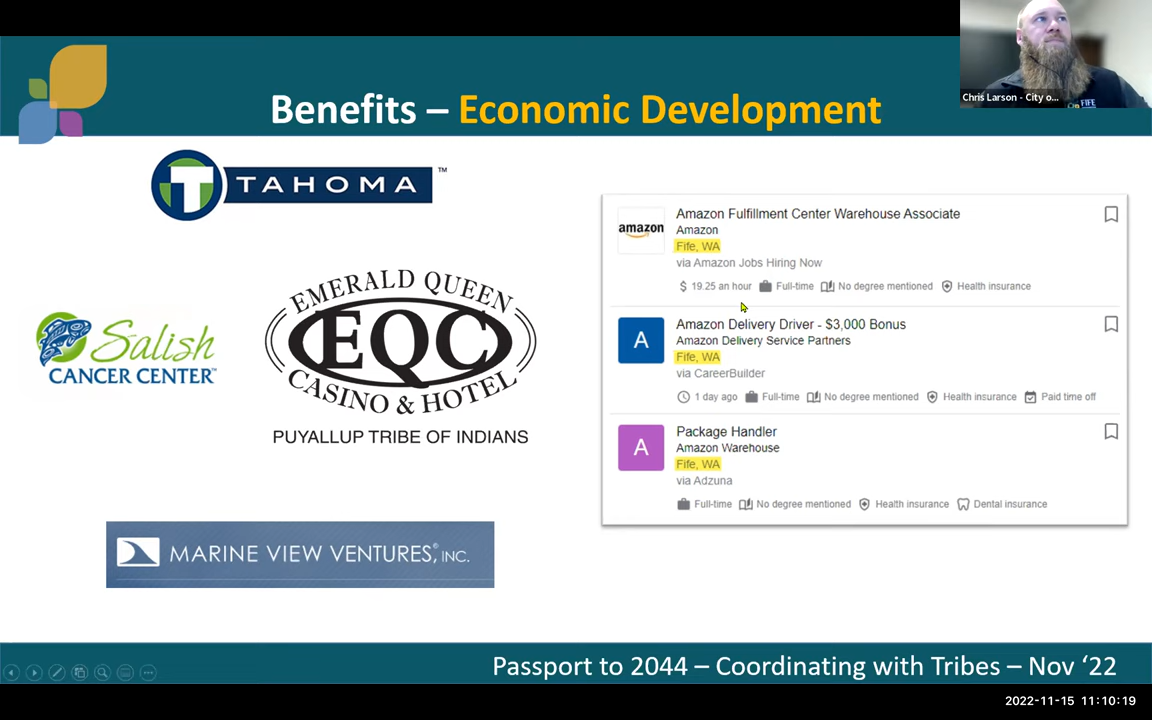 Chris Larson - City o...
FIFE
Benefits – Economic Development
T TAHOMA ™
Salish
CANCER CENTER™
EMERALD QUEEN
EQC
CASINO & HOTEL
PUYALLUP TRIBE OF INDIANS
MARINE VIEW VENTURES®, INC.
amazon
Amazon Fulfillment Center Warehouse Associate
Amazon
Fife, WA
via Amazon Jobs Hiring Now
$ 19.25 an hour Full-time No degree mentioned Health insurance
A
Amazon Delivery Driver - $3,000 Bonus
Amazon Delivery Service Partners
Fife, WA
via CareerBuilder
1 day ago Full-time No degree mentioned Health insurance Paid time off
A
Package Handler
Amazon Warehouse
Fife, WA
via Adzuna
Full-time No degree mentioned Health insurance Dental insurance
Passport to 2044 – Coordinating with Tribes – Nov ‘22
2022-11-15 11:10:19